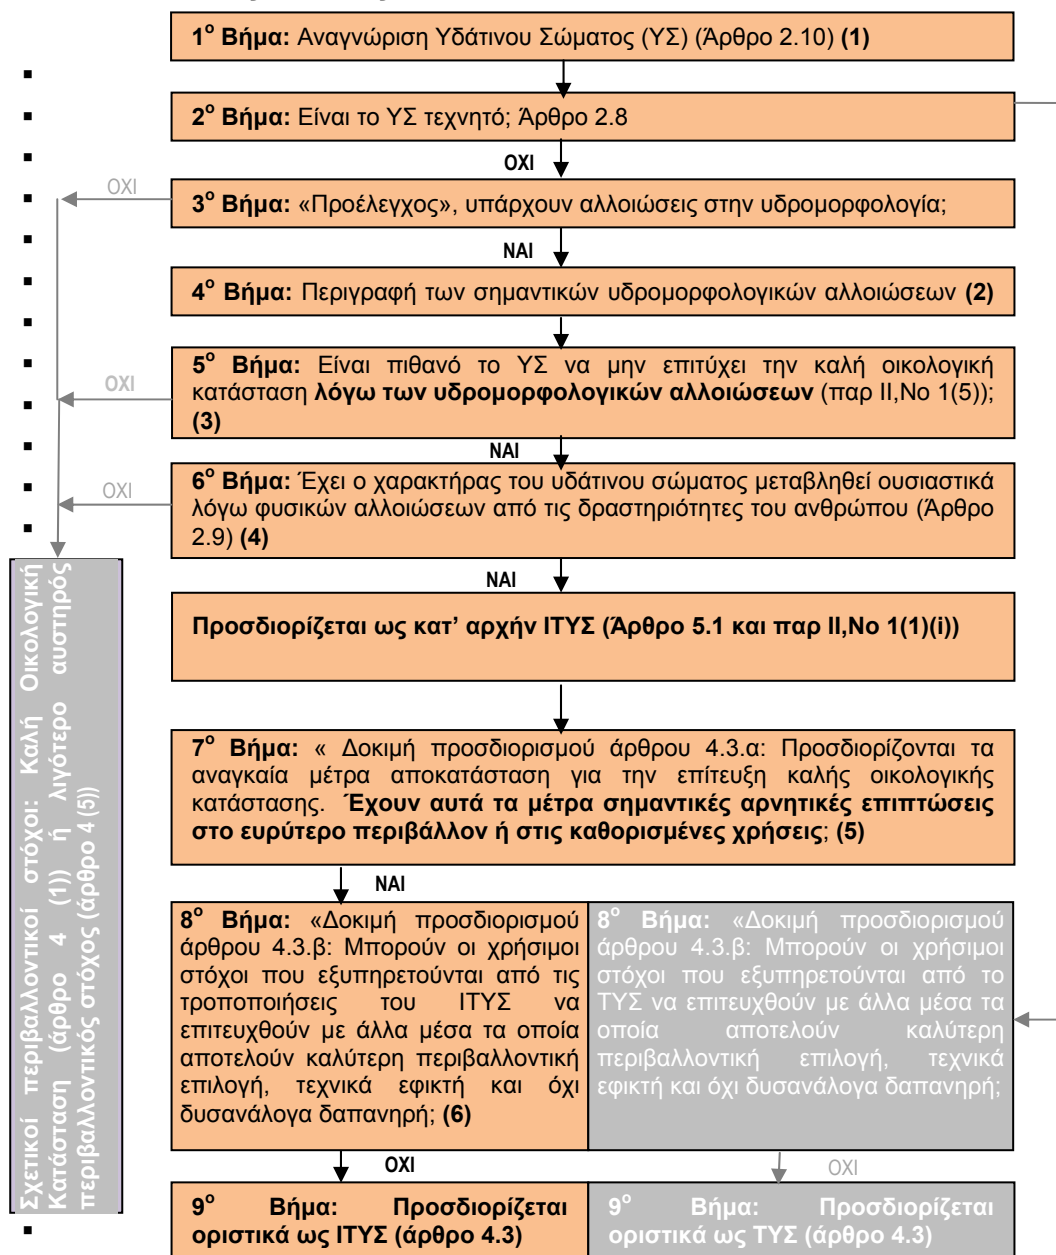 1ο Βήμα: Αναγνώριση Υδάτινου Σώματος (ΥΣ) (Άρθρο 2.10) (1)
2ο Βήμα: Είναι το ΥΣ τεχνητό; Άρθρο 2.8
ΟΧΙ
ΟΧΙ
3ο Βήμα: «Προέλεγχος», υπάρχουν αλλοιώσεις στην υδρομορφολογία;
ΝΑΙ
4ο Βήμα: Περιγραφή των σημαντικών υδρομορφολογικών αλλοιώσεων (2)
5ο Βήμα: Είναι πιθανό το ΥΣ να μην επιτύχει την καλή οικολογική
κατάσταση λόγω των υδρομορφολογικών αλλοιώσεων (παρ ΙΙ,Νο 1(5));
(3)
ΟΧΙ
ΝΑΙ
6ο Βήμα: Έχει ο χαρακτήρας του υδάτινου σώματος μεταβληθεί ουσιαστικά
λόγω φυσικών αλλοιώσεων από τις δραστηριότητες του ανθρώπου (Άρθρο
2.9) (4)
ΟΧΙ
ΝΑΙ
Προσδιορίζεται ως κατ’ αρχήν ΙΤΥΣ (Άρθρο 5.1 και παρ ΙΙ,Νο 1(1)(i))
7ο Βήμα: « Δοκιμή προσδιορισμού άρθρου 4.3.α: Προσδιορίζονται τα
αναγκαία μέτρα αποκατάσταση για την επίτευξη καλής οικολογικής
κατάστασης. Έχουν αυτά τα μέτρα σημαντικές αρνητικές επιπτώσεις
στο ευρύτερο περιβάλλον ή στις καθορισμένες χρήσεις; (5)
ΝΑΙ
8ο Βήμα: «Δοκιμή προσδιορισμού
άρθρου 4.3.β: Μπορούν οι χρήσιμοι
στόχοι που εξυπηρετούνται από τις
τροποποιήσεις του ΙΤΥΣ να
επιτευχθούν με άλλα μέσα τα οποία
αποτελούν καλύτερη περιβαλλοντική
επιλογή, τεχνικά εφικτή και όχι
δυσανάλογα δαπανηρή; (6)
8ο Βήμα: «Δοκιμή προσδιορισμού
άρθρου 4.3.β: Μπορούν οι χρήσιμοι
στόχοι που εξυπηρετούνται από το
ΤΥΣ να επιτευχθούν με άλλα μέσα τα
οποία αποτελούν καλύτερη
περιβαλλοντική επιλογή, τεχνικά
εφικτή και όχι δυσανάλογα δαπανηρή;
ΟΧΙ
ΟΧΙ
9ο Βήμα: Προσδιορίζεται
οριστικά ως ΙΤΥΣ (άρθρο 4.3)
9ο Βήμα: Προσδιορίζεται
οριστικά ως ΤΥΣ (άρθρο 4.3)
Σχετικοί περιβαλλοντικοί στόχοι: Καλή Οικολογική
Κατάσταση (άρθρο 4 (1)) ή λιγότερο αυστηρός
περιβαλλοντικός στόχος (άρθρο 4 (5))